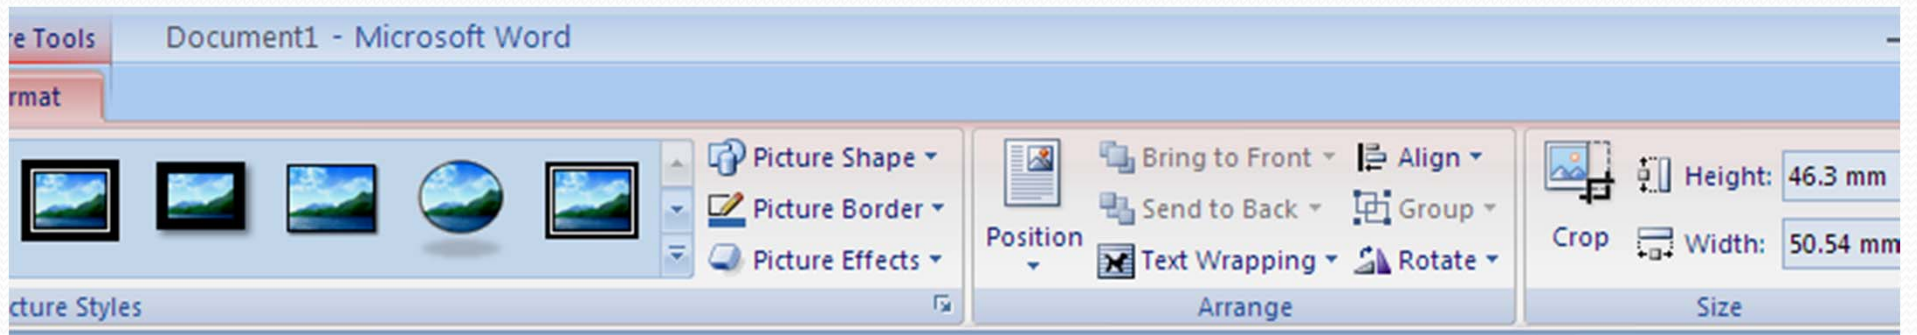 e Tools Document1 - Microsoft Word
rmat
Picture Shape Bring to Front Align Height: 46.3 mm
Picture Border Send to Back Group
Position Crop Width: 50.54 mm
Picture Effects Text Wrapping Rotate
cture Styles Arrange Size